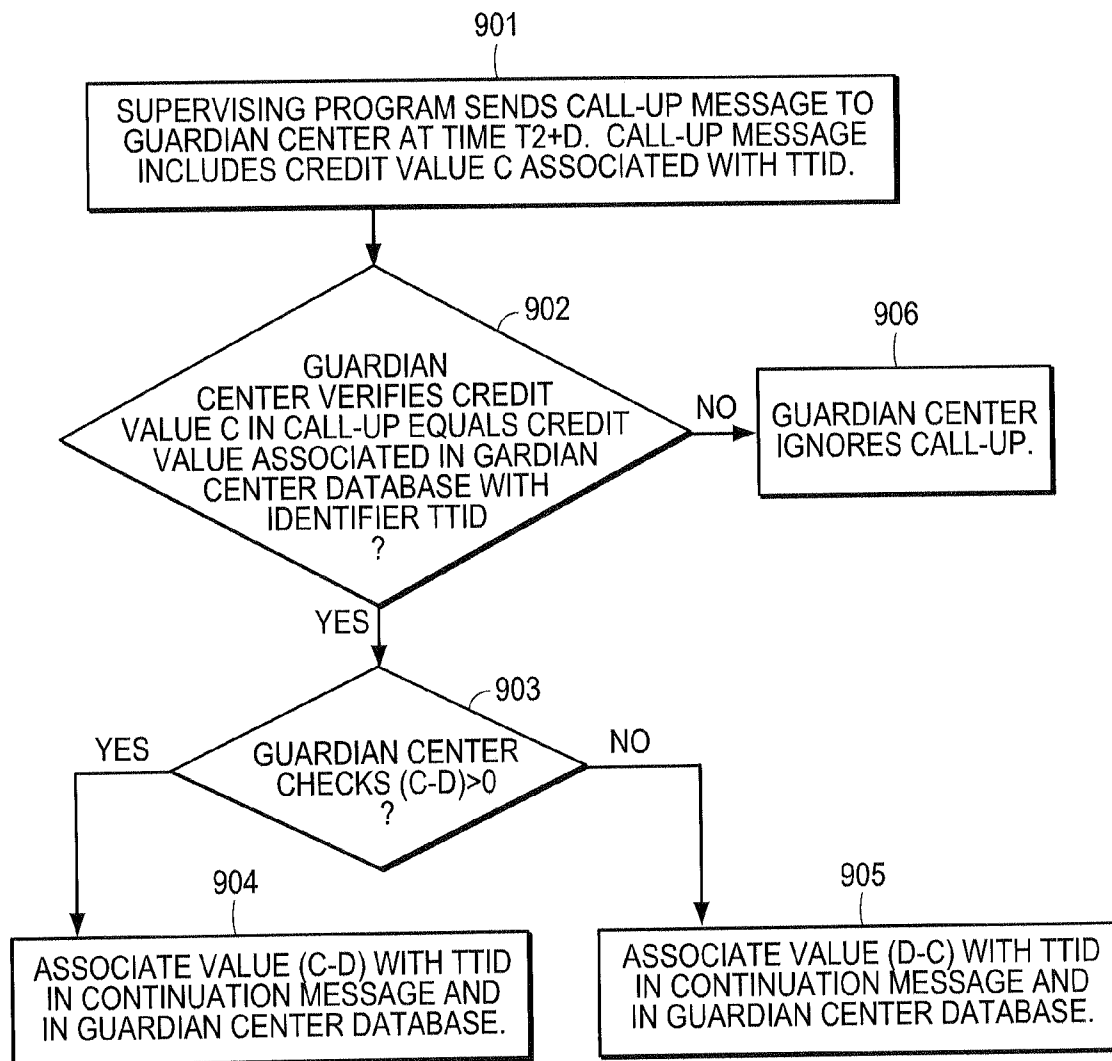 901
SUPERVISING PROGRAM SENDS CALL-UP MESSAGE TO
GUARDIAN CENTER AT TIME T2+D. CALL-UP MESSAGE
INCLUDES CREDIT VALUE C ASSOCIATED WITH TTID.
902
GUARDIAN
CENTER VERIFIES CREDIT
VALUE C IN CALL-UP EQUALS CREDIT
VALUE ASSOCIATED IN GARDIAN
CENTER DATABASE WITH
IDENTIFIER TTID
?
NO
906
GUARDIAN CENTER
IGNORES CALL-UP.
YES
903
GUARDIAN CENTER
CHECKS (C-D)>0
?
YES
NO
904
ASSOCIATE VALUE (C-D) WITH TTID
IN CONTINUATION MESSAGE AND
IN GUARDIAN CENTER DATABASE.
905
ASSOCIATE VALUE (D-C) WITH TTID
IN CONTINUATION MESSAGE AND
IN GUARDIAN CENTER DATABASE.